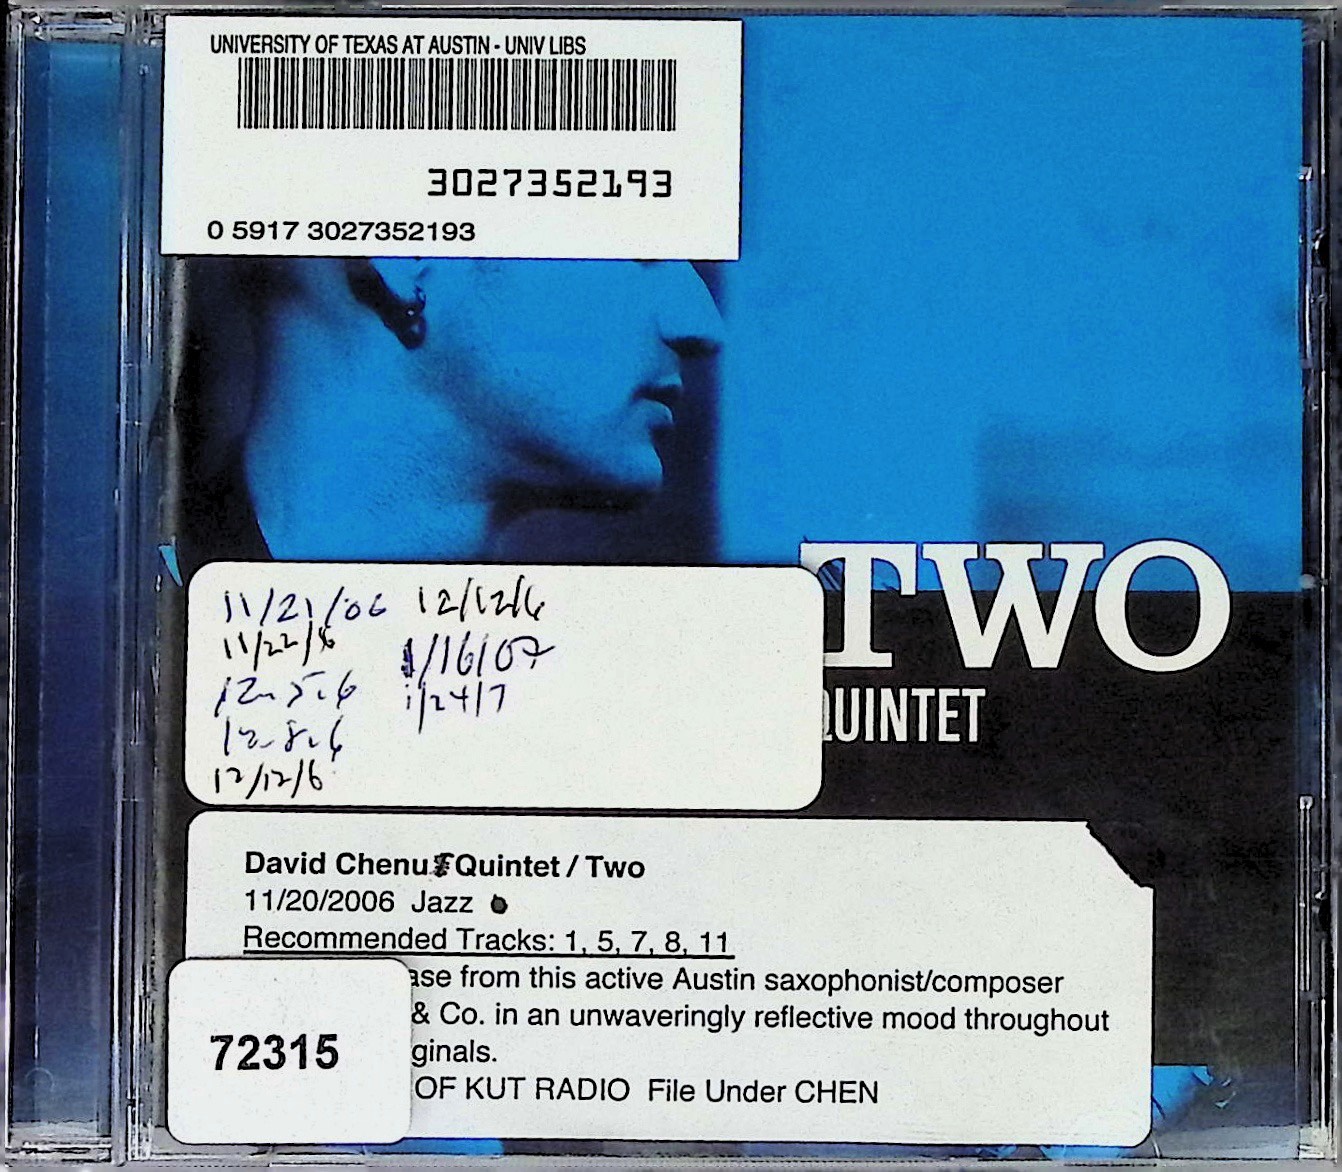 UNIVERSITY OF TEXAS AT AUSTIN - UNIV LIBS
3027352193
0 5917 3027352193
TWO
QUINTET
11/21/06 12/12/6
11/22/6 1/16/07
12-5-6 1/24/7
12-8-6
12/12/6
David Chenu Quintet / Two
11/20/2006 Jazz
Recommended Tracks: 1, 5, 7, 8, 11
ase from this active Austin saxophonist/composer
& Co. in an unwaveringly reflective mood throughout
ginals.
72315
OF KUT RADIO File Under CHEN